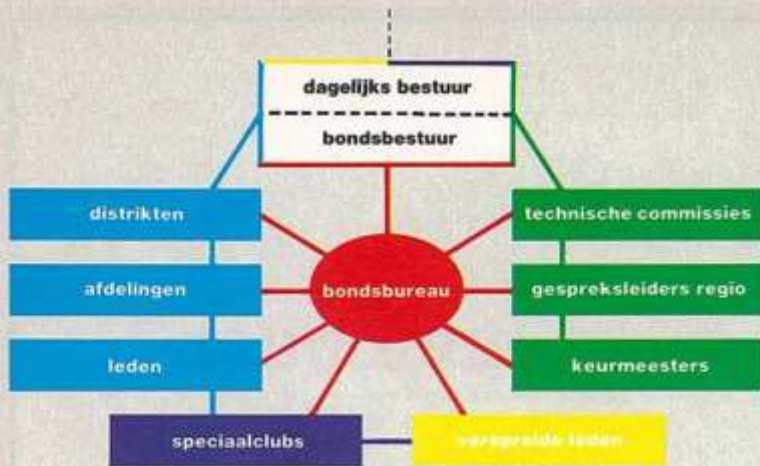 dagelijks bestuur
bondsbestuur
distrikten
technische commissies
bondsbureau
afdelingen
gespreksleiders regio
leden
keurmeesters
speciaalclubs
verspreide leden